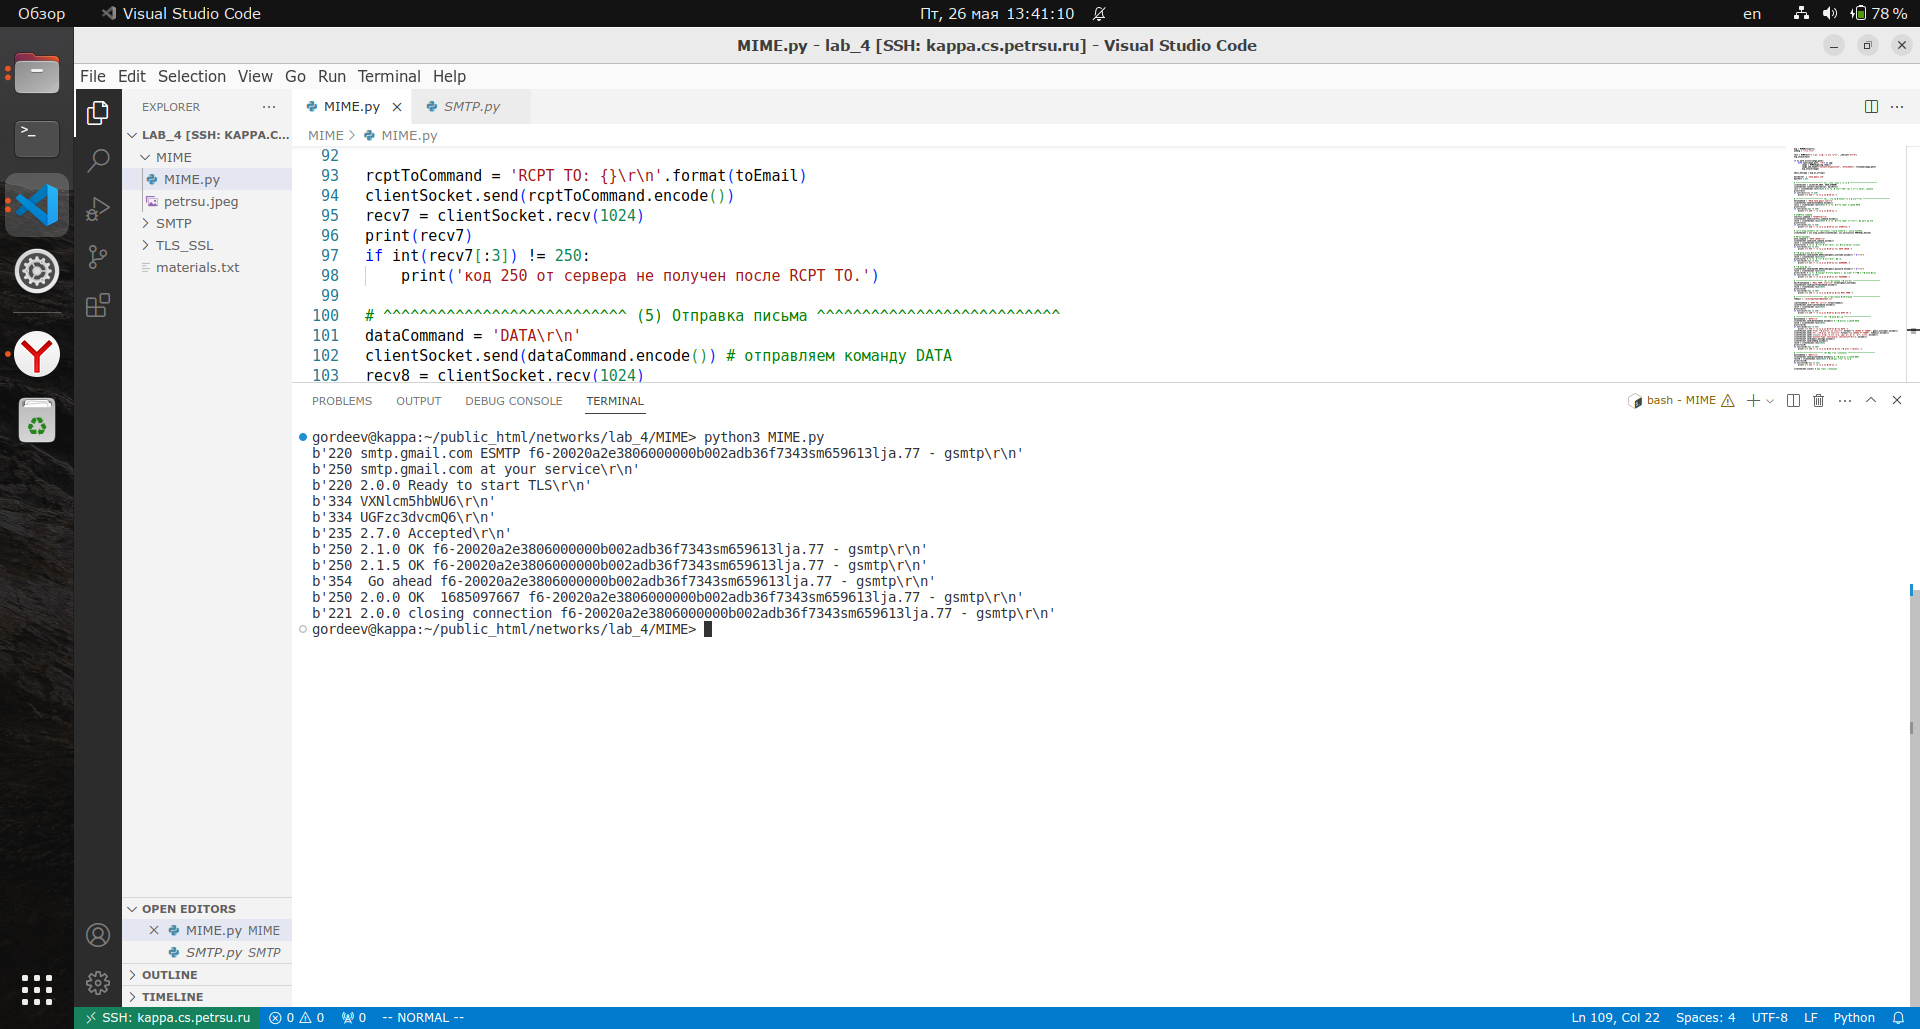 Обзор
Visual Studio Code
Пт, 26 мая 13:41:10
en
78 %
MIME.py - lab_4 [SSH: kappa.cs.petrsu.ru] - Visual Studio Code
File Edit Selection View Go Run Terminal Help
EXPLORER
LAB_4 [SSH: KAPPA.C...
MIME
MIME.py
petrsu.jpeg
SMTP
TLS_SSL
materials.txt
OPEN EDITORS
MIME.py MIME
SMTP.py SMTP
OUTLINE
TIMELINE
MIME.py
SMTP.py
MIME > MIME.py
92
93 rcptToCommand = 'RCPT TO: {}\r\n'.format(toEmail)
94 clientSocket.send(rcptToCommand.encode())
95 recv7 = clientSocket.recv(1024)
96 print(recv7)
97 if int(recv7[:3]) != 250:
98 print('код 250 от сервера не получен после RCPT TO.')
99
100 # ^^^^^^^^^^^^^^^^^^^^^^^^^^^ (5) Отправка письма ^^^^^^^^^^^^^^^^^^^^^^^^^^^
101 dataCommand = 'DATA\r\n'
102 clientSocket.send(dataCommand.encode()) # отправляем команду DATA
103 recv8 = clientSocket.recv(1024)
PROBLEMS OUTPUT DEBUG CONSOLE TERMINAL
bash - MIME
gordeev@kappa:~/public_html/networks/lab_4/MIME> python3 MIME.py
b'220 smtp.gmail.com ESMTP f6-20020a2e3806000000b002adb36f7343sm659613lja.77 - gsmtp\r\n'
b'250 smtp.gmail.com at your service\r\n'
b'220 2.0.0 Ready to start TLS\r\n'
b'334 VXNlcm5hbWU6\r\n'
b'334 UGFzc3dvcmQ6\r\n'
b'235 2.7.0 Accepted\r\n'
b'250 2.1.0 OK f6-20020a2e3806000000b002adb36f7343sm659613lja.77 - gsmtp\r\n'
b'250 2.1.5 OK f6-20020a2e3806000000b002adb36f7343sm659613lja.77 - gsmtp\r\n'
b'354  Go ahead f6-20020a2e3806000000b002adb36f7343sm659613lja.77 - gsmtp\r\n'
b'250 2.0.0 OK  1685097667 f6-20020a2e3806000000b002adb36f7343sm659613lja.77 - gsmtp\r\n'
b'221 2.0.0 closing connection f6-20020a2e3806000000b002adb36f7343sm659613lja.77 - gsmtp\r\n'
gordeev@kappa:~/public_html/networks/lab_4/MIME>
SSH: kappa.cs.petrsu.ru
0 0
0
-- NORMAL --
Ln 109, Col 22
Spaces: 4
UTF-8
LF
Python